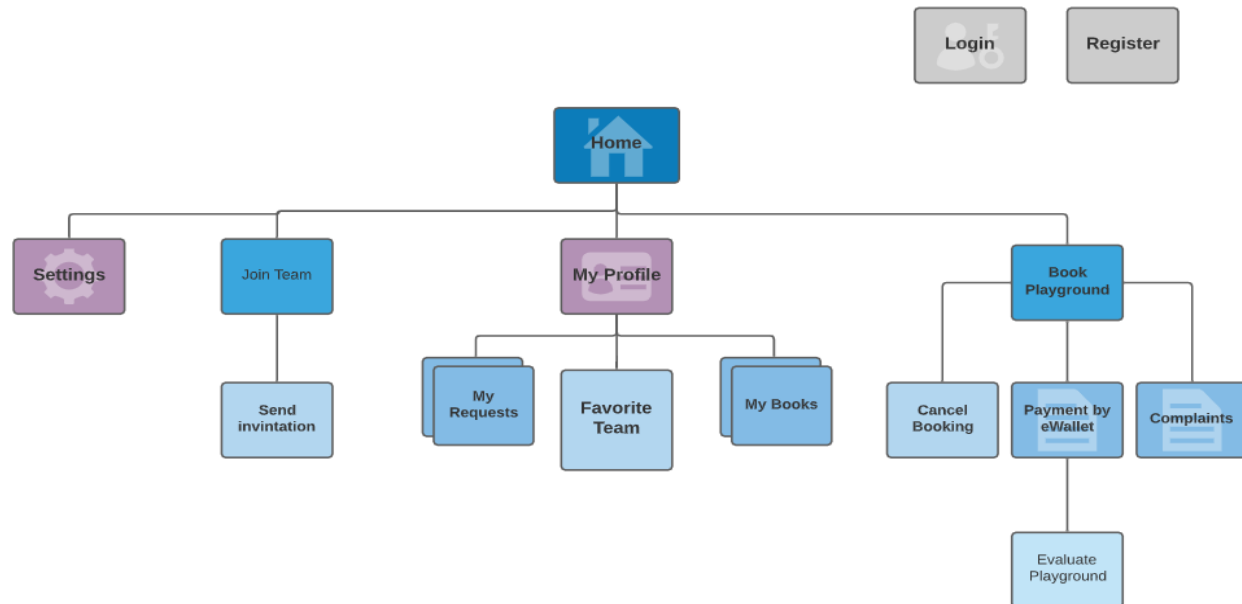 Login
Register
Home
Settings
Join Team
My Profile
Book
Playground
My
Requests
Favorite
Team
My Books
Send
invintation
Cancel
Booking
Payment by
eWallet
Complaints
Evaluate
Playground